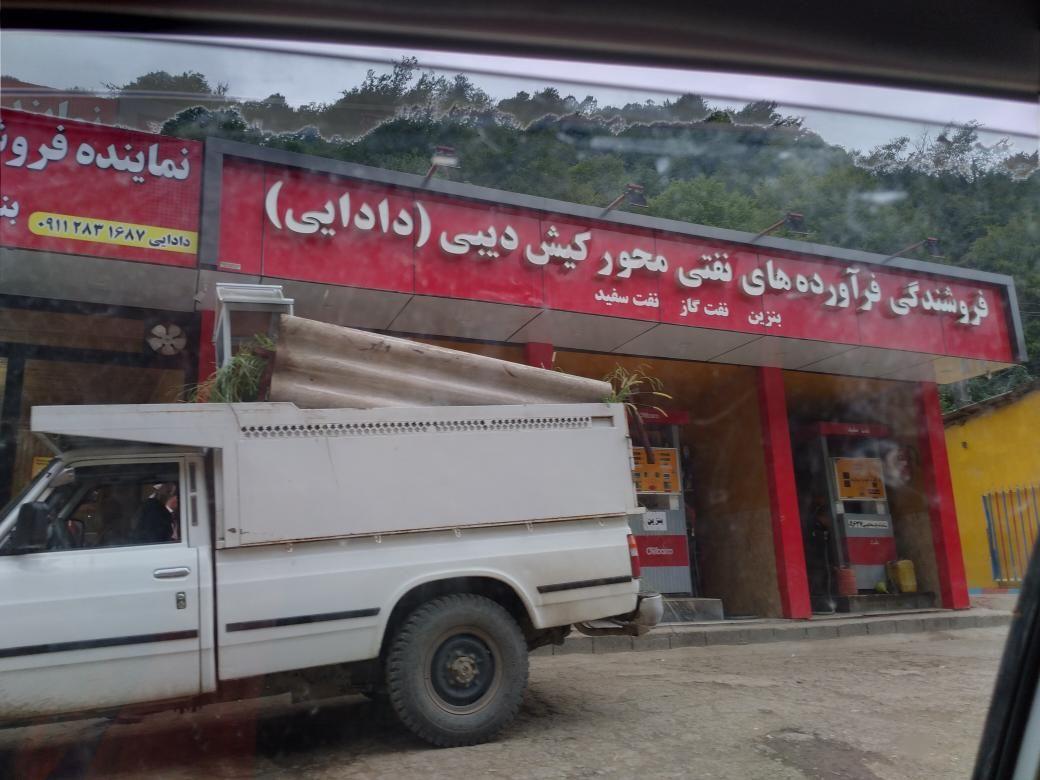 فروشندگی فرآورده های نفتی محور کیش دیبی (دادایی)
بنزین نفت گاز نفت سفید
نماینده فروش
دادایی ۰۹۱۱ ۲۸۳ ۱۶۸۷
بنزین